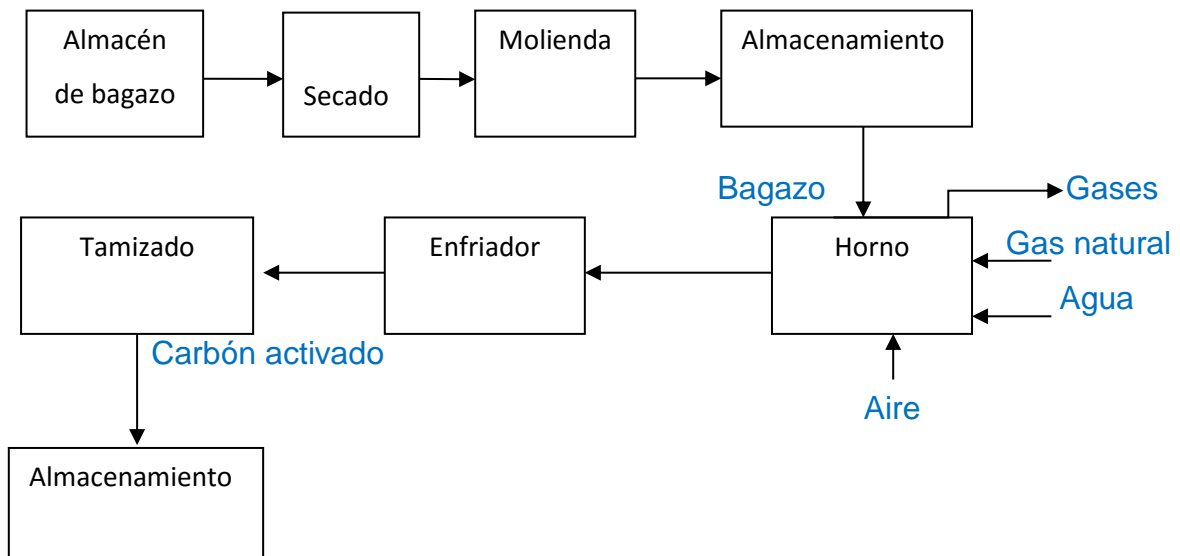 Almacén
de bagazo
Secado
Molienda
Almacenamiento
Bagazo
Gases
Tamizado
Enfriador
Horno
Gas natural
Agua
Carbón activado
Aire
Almacenamiento